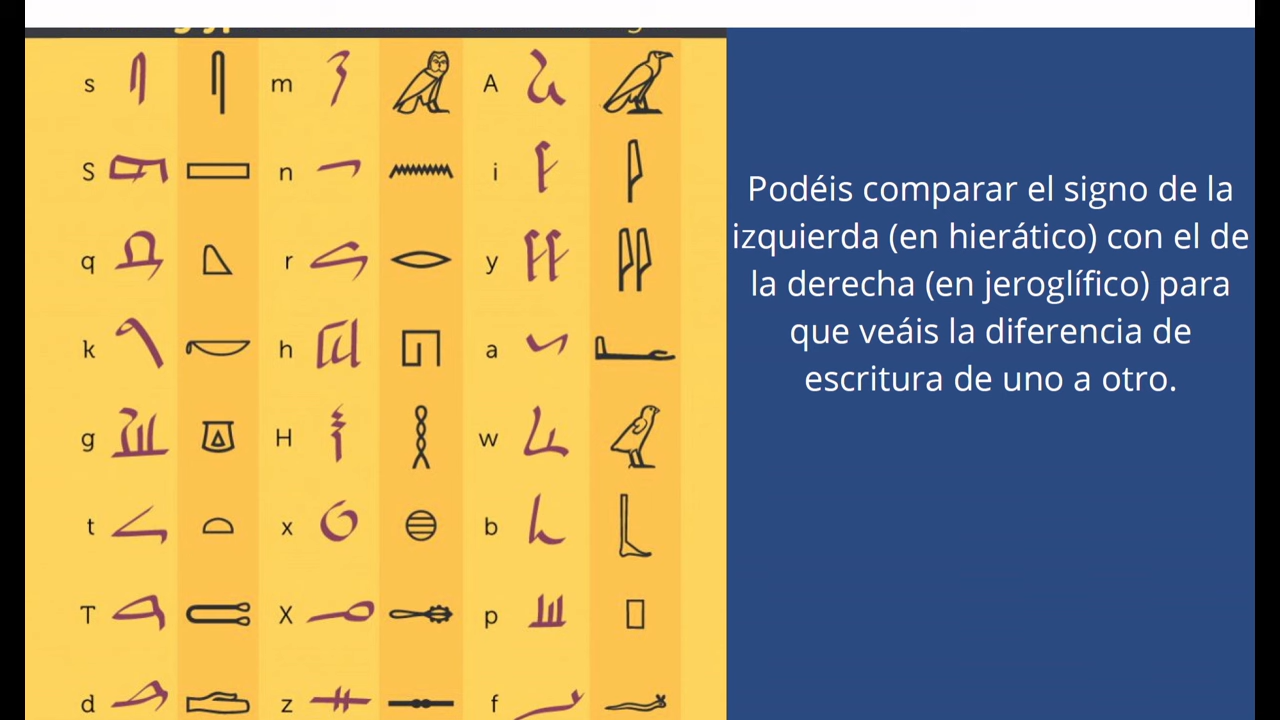 s m A
S n i
q r y
k h a
g H w
t x b
T X p
d z f
Podéis comparar el signo de la
izquierda (en hierático) con el de
la derecha (en jeroglífico) para
que veáis la diferencia de
escritura de uno a otro.